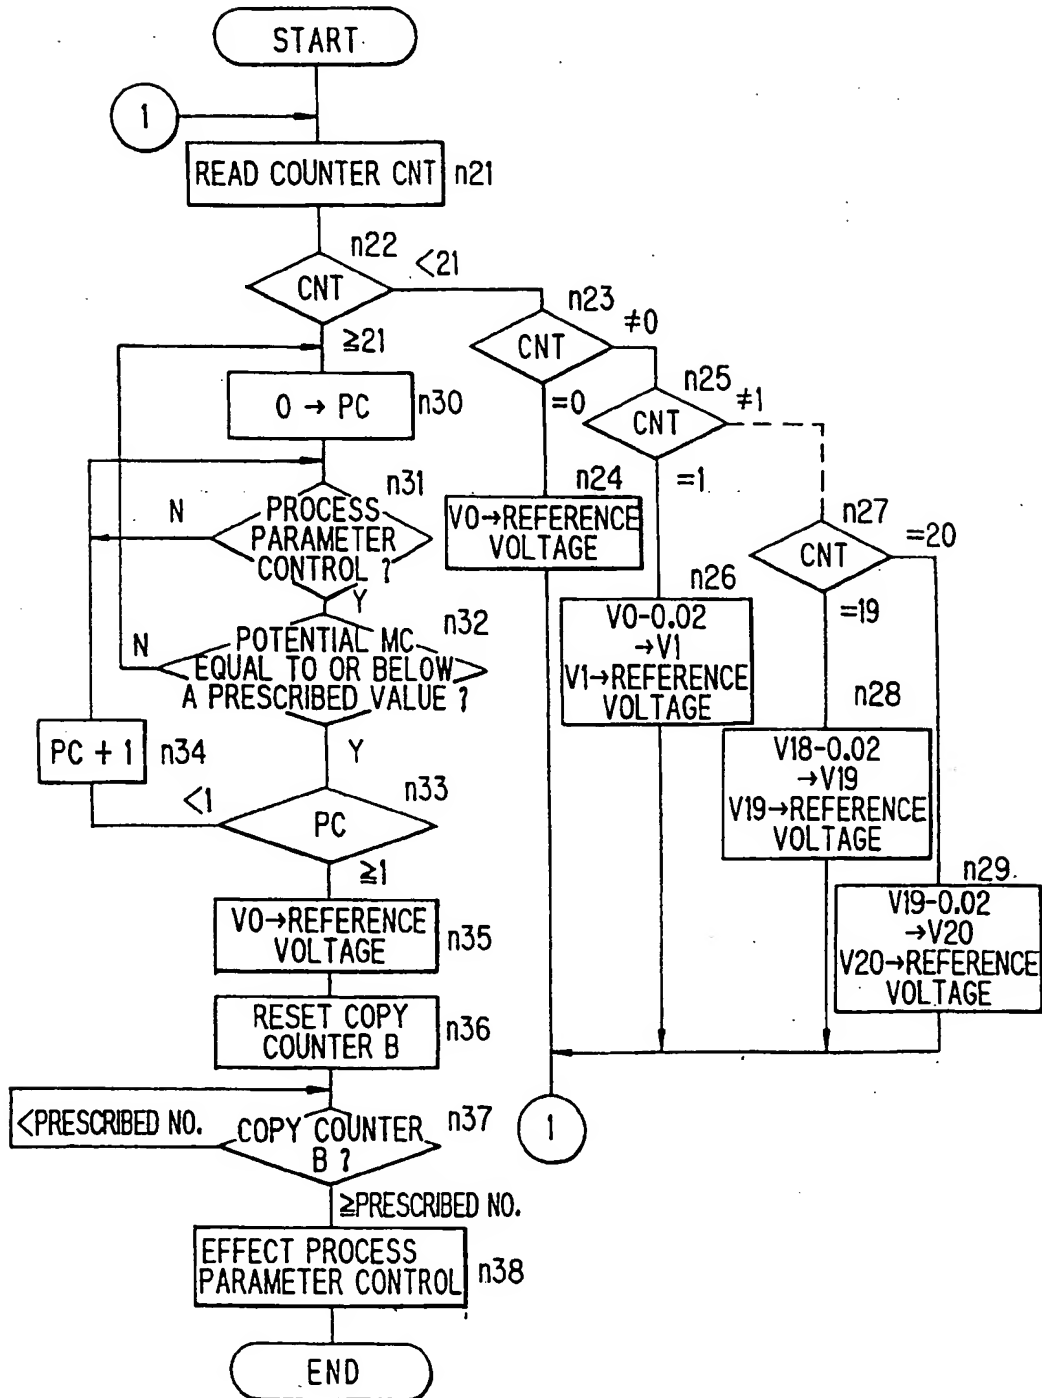 START
1
READ COUNTER CNT n21
n22
CNT
<21
≧21
n23
CNT
≠0
=0
n25
CNT
≠1
=1
0 → PC n30
n24
V0→REFERENCE
VOLTAGE
n31
N
PROCESS
PARAMETER
CONTROL ?
Y
n27
CNT
=20
=19
n26
V0-0.02
→V1
V1→REFERENCE
VOLTAGE
n32
N
POTENTIAL MC
EQUAL TO OR BELOW
A PRESCRIBED VALUE ?
Y
n28
V18-0.02
→V19
V19→REFERENCE
VOLTAGE
PC + 1 n34
n33
<1
PC
≧1
n29
V19-0.02
→V20
V20→REFERENCE
VOLTAGE
V0→REFERENCE
VOLTAGE
n35
RESET COPY
COUNTER B
n36
1
<PRESCRIBED NO.
COPY COUNTER
B ?
n37
≧PRESCRIBED NO.
EFFECT PROCESS
PARAMETER CONTROL
n38
END